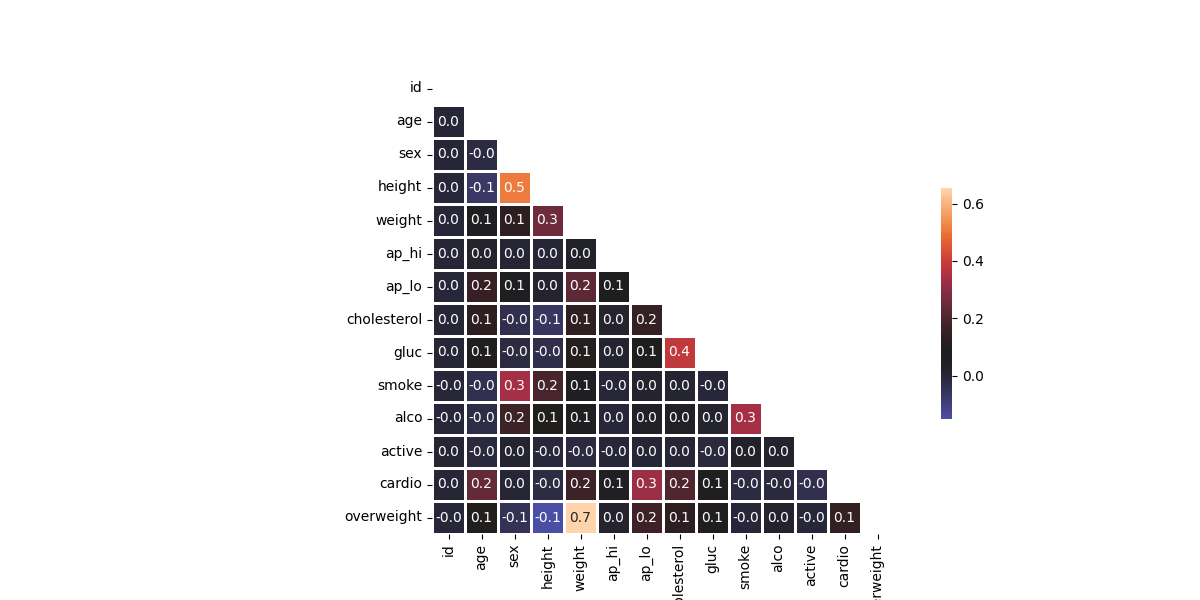 id
age 0.0
sex 0.0 -0.0
height 0.0 -0.1 0.5
weight 0.0 0.1 0.1 0.3
ap_hi 0.0 0.0 0.0 0.0 0.0
ap_lo 0.0 0.2 0.1 0.0 0.2 0.1
cholesterol 0.0 0.1 -0.0 -0.1 0.1 0.0 0.2
gluc 0.0 0.1 -0.0 -0.0 0.1 0.0 0.1 0.4
smoke -0.0 -0.0 0.3 0.2 0.1 -0.0 0.0 0.0 -0.0
alco -0.0 -0.0 0.2 0.1 0.1 0.0 0.0 0.0 0.0 0.3
active 0.0 -0.0 0.0 -0.0 -0.0 -0.0 0.0 0.0 -0.0 0.0 0.0
cardio 0.0 0.2 0.0 -0.0 0.2 0.1 0.3 0.2 0.1 -0.0 -0.0 -0.0
overweight -0.0 0.1 -0.1 -0.1 0.7 0.0 0.2 0.1 0.1 -0.0 0.0 -0.0 0.1
id age sex height weight ap_hi ap_lo olesterol gluc smoke alco active cardio erweight
0.6
0.4
0.2
0.0